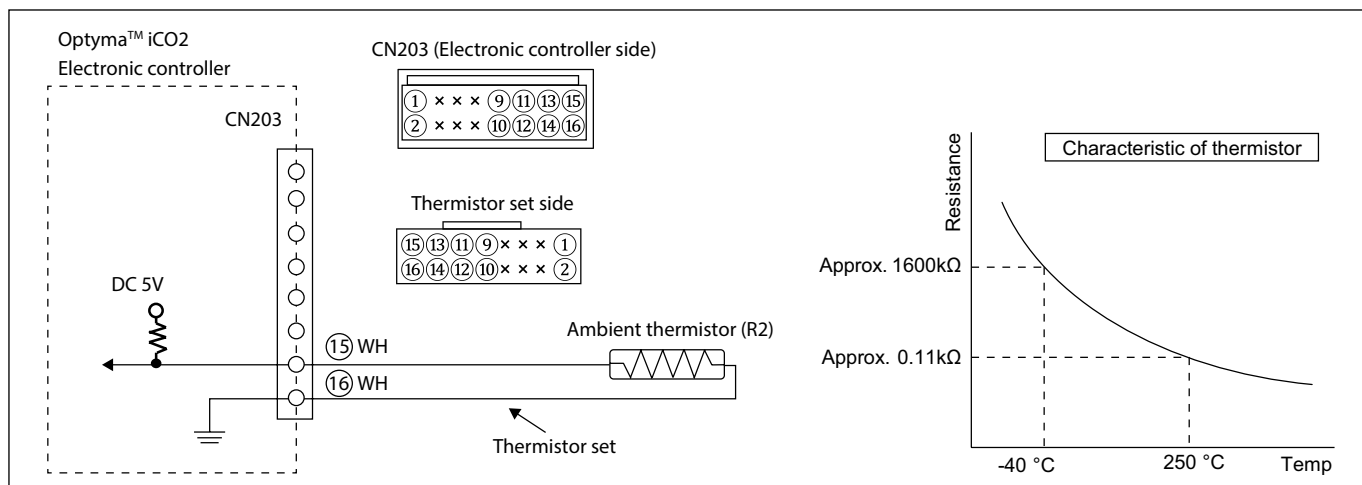 Optyma™ iCO2
Electronic controller
CN203
CN203 (Electronic controller side)
① × × × ⑨ ⑪ ⑬ ⑮
② × × × ⑩ ⑫ ⑭ ⑯
Thermistor set side
⑮ ⑬ ⑪ ⑨ × × × ①
⑯ ⑭ ⑫ ⑩ × × × ②
DC 5V
⑮ WH
⑯ WH
Ambient thermistor (R2)
Thermistor set
Characteristic of thermistor
Resistance
Approx. 1600kΩ
Approx. 0.11kΩ
-40 °C
250 °C
Temp